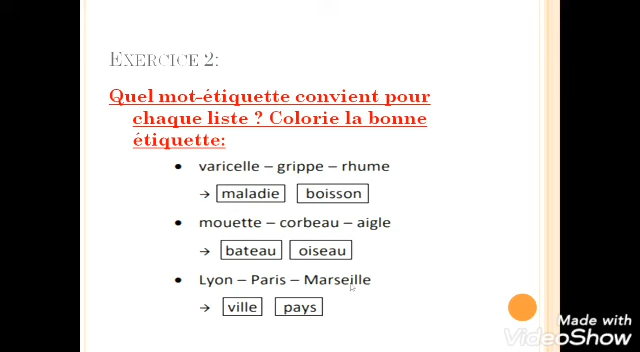 Exercice 2:
Quel mot-étiquette convient pour
chaque liste ? Colorie la bonne
étiquette:
• varicelle – grippe – rhume
→ maladie boisson
• mouette – corbeau – aigle
→ bateau oiseau
• Lyon – Paris – Marseille
→ ville pays
Made with
VideoShow